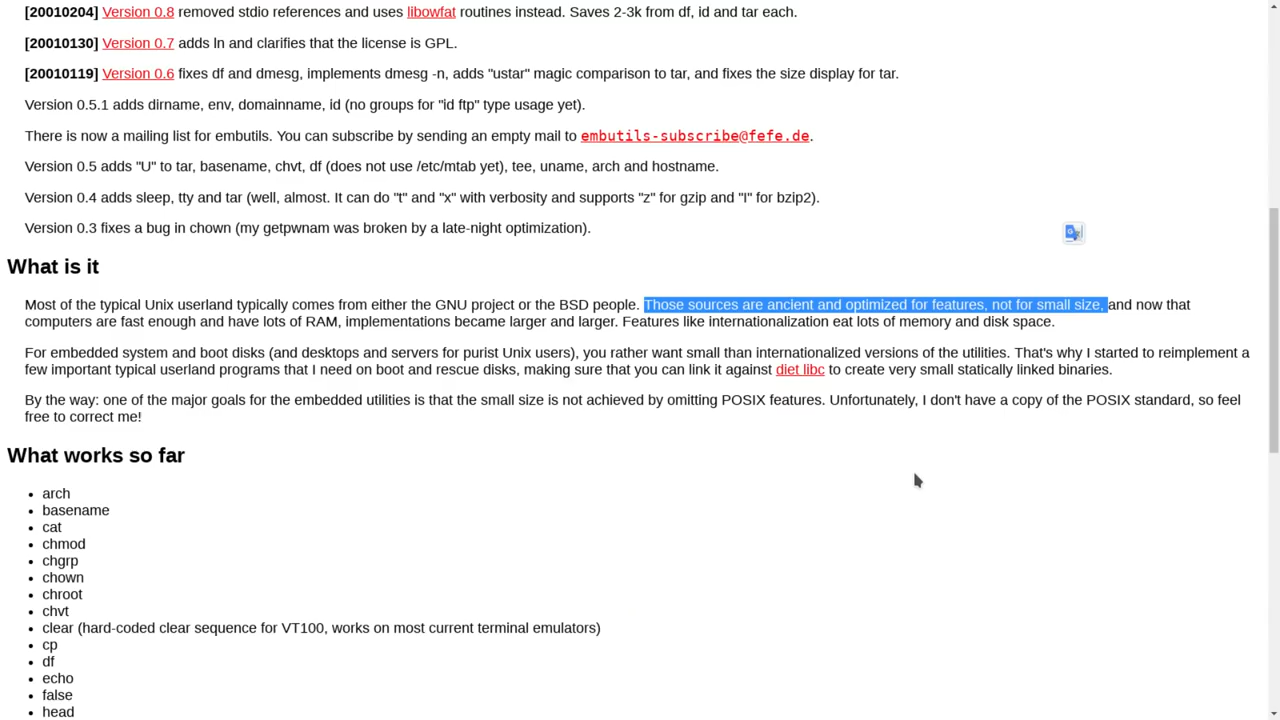 [20010204] Version 0.8 removed stdio references and uses libowfat routines instead. Saves 2-3k from df, id and tar each.
[20010130] Version 0.7 adds ln and clarifies that the license is GPL.
[20010119] Version 0.6 fixes df and dmesg, implements dmesg -n, adds "ustar" magic comparison to tar, and fixes the size display for tar.
Version 0.5.1 adds dirname, env, domainname, id (no groups for "id ftp" type usage yet).
There is now a mailing list for embutils. You can subscribe by sending an empty mail to embutils-subscribe@fefe.de.
Version 0.5 adds "U" to tar, basename, chvt, df (does not use /etc/mtab yet), tee, uname, arch and hostname.
Version 0.4 adds sleep, tty and tar (well, almost. It can do "t" and "x" with verbosity and supports "z" for gzip and "I" for bzip2).
Version 0.3 fixes a bug in chown (my getpwnam was broken by a late-night optimization).
What is it
Most of the typical Unix userland typically comes from either the GNU project or the BSD people. Those sources are ancient and optimized for features, not for small size, and now that
computers are fast enough and have lots of RAM, implementations became larger and larger. Features like internationalization eat lots of memory and disk space.
For embedded system and boot disks (and desktops and servers for purist Unix users), you rather want small than internationalized versions of the utilities. That's why I started to reimplement a
few important typical userland programs that I need on boot and rescue disks, making sure that you can link it against diet libc to create very small statically linked binaries.
By the way: one of the major goals for the embedded utilities is that the small size is not achieved by omitting POSIX features. Unfortunately, I don't have a copy of the POSIX standard, so feel
free to correct me!
What works so far
• arch
• basename
• cat
• chmod
• chgrp
• chown
• chroot
• chvt
• clear (hard-coded clear sequence for VT100, works on most current terminal emulators)
• cp
• df
• echo
• false
• head